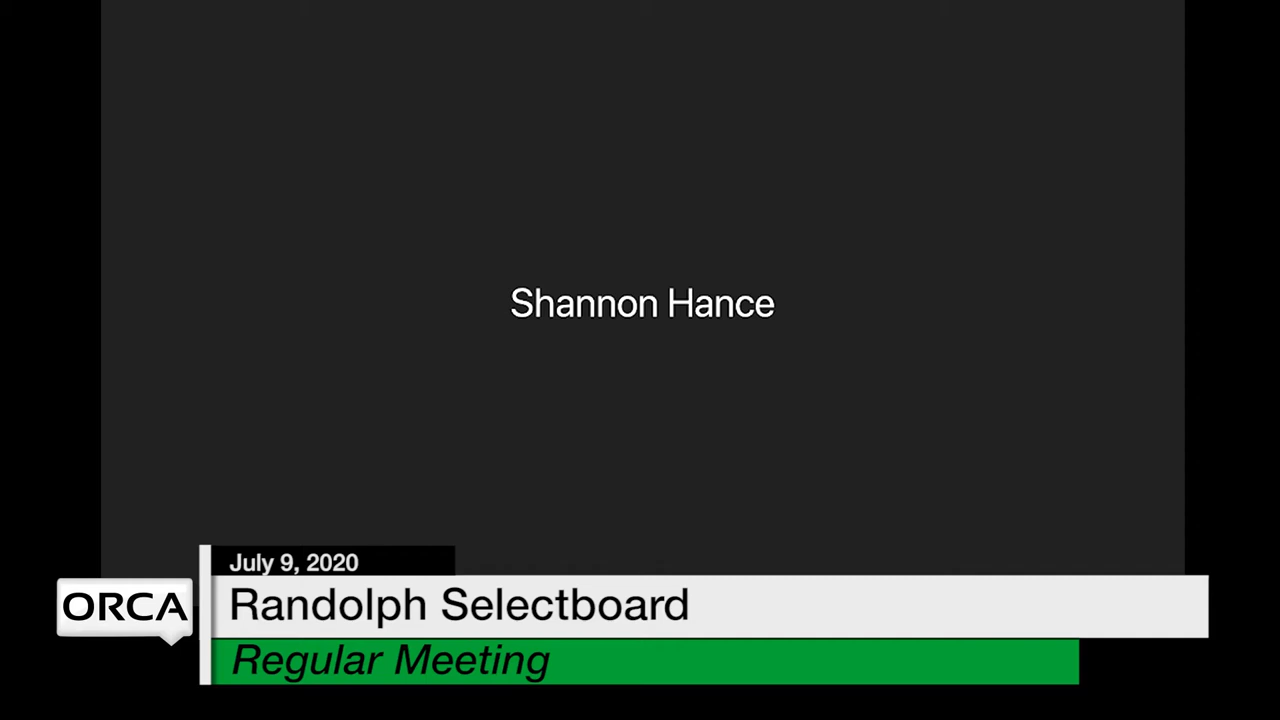 Shannon Hance
July 9, 2020
ORCA
Randolph Selectboard
Regular Meeting